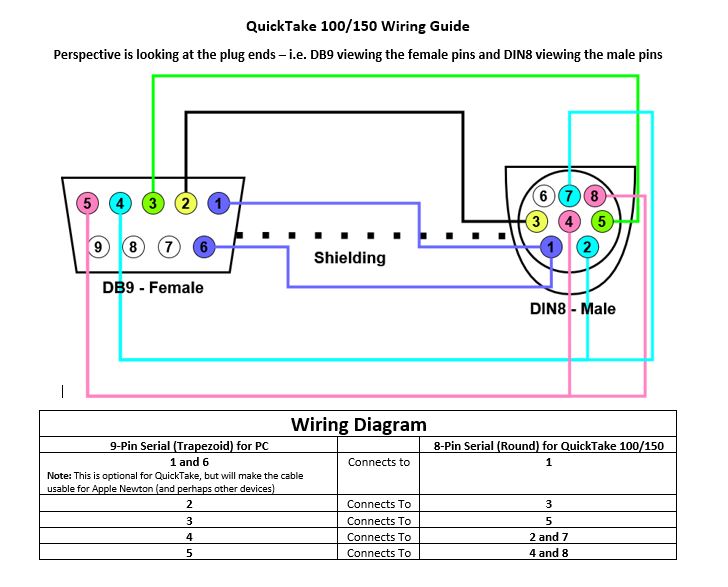 QuickTake 100/150 Wiring Guide
Perspective is looking at the plug ends – i.e. DB9 viewing the female pins and DIN8 viewing the male pins
5 4 3 2 1
9 8 7 6
DB9 - Female
Shielding
6 7 8
3 4 5
1 2
DIN8 - Male
Wiring Diagram
9-Pin Serial (Trapezoid) for PC 8-Pin Serial (Round) for QuickTake 100/150
1 and 6 Connects to 1
Note: This is optional for QuickTake, but will make the cable
usable for Apple Newton (and perhaps other devices)
2 Connects To 3
3 Connects To 5
4 Connects To 2 and 7
5 Connects To 4 and 8